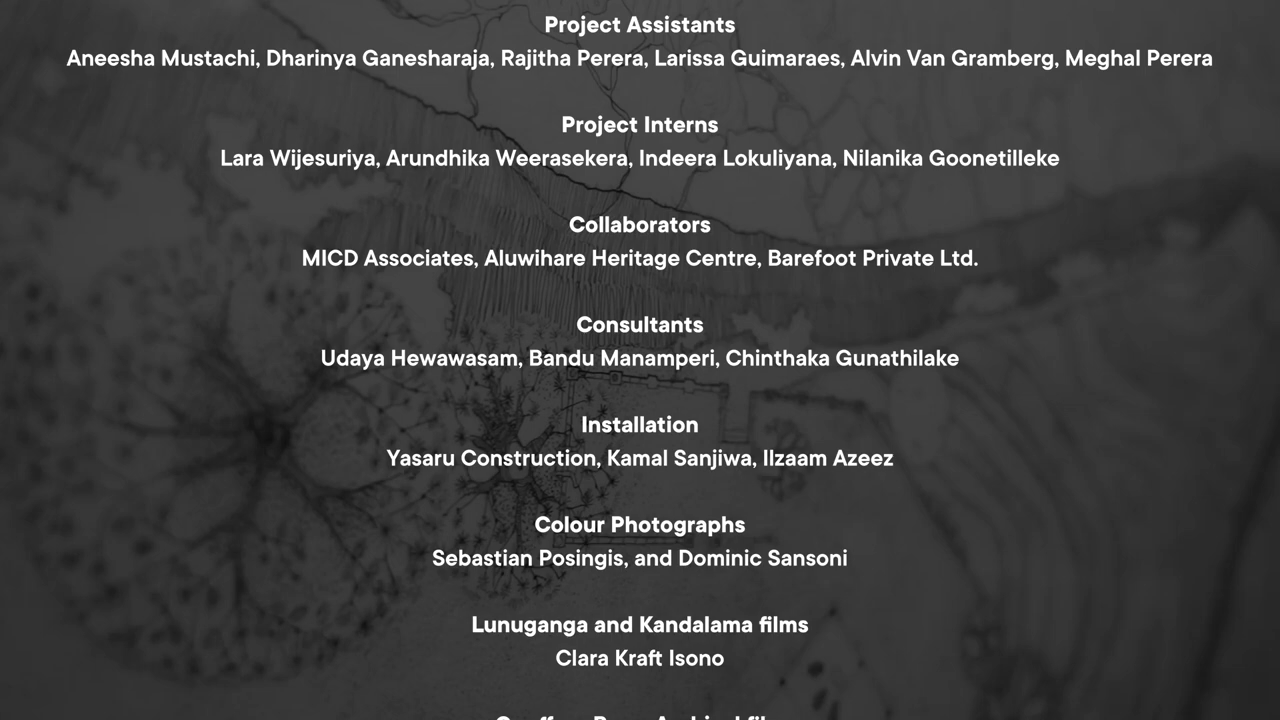 Project Assistants
Aneesha Mustachi, Dharinya Ganesharaja, Rajitha Perera, Larissa Guimaraes, Alvin Van Gramberg, Meghal Perera
Project Interns
Lara Wijesuriya, Arundhika Weerasekera, Indeera Lokuliyana, Nilanika Goonetilleke
Collaborators
MICD Associates, Aluwihare Heritage Centre, Barefoot Private Ltd.
Consultants
Udaya Hewawasam, Bandu Manamperi, Chinthaka Gunathilake
Installation
Yasaru Construction, Kamal Sanjiwa, Ilzaam Azeez
Colour Photographs
Sebastian Posingis, and Dominic Sansoni
Lunuganga and Kandalama films
Clara Kraft Isono